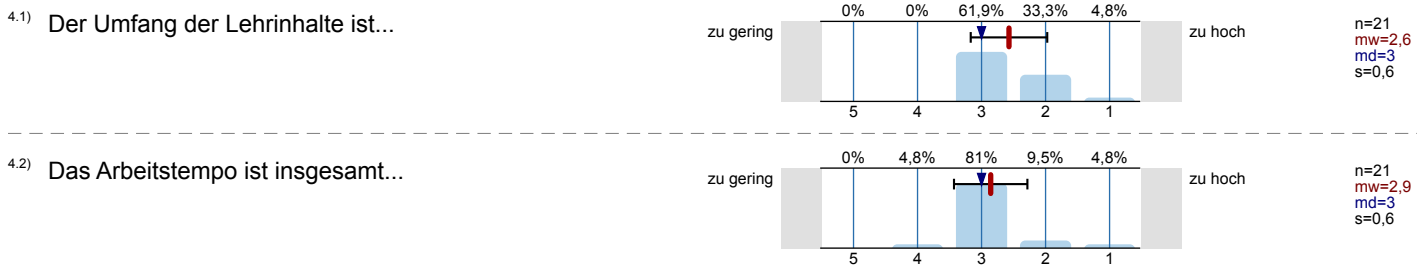 0% 0% 61,9% 33,3% 4,8%
4.1) Der Umfang der Lehrinhalte ist...
zu gering zu hoch
n=21
mw=2,6
md=3
s=0,6
5 4 3 2 1
0% 4,8% 81% 9,5% 4,8%
4.2) Das Arbeitstempo ist insgesamt...
zu gering zu hoch
n=21
mw=2,9
md=3
s=0,6
5 4 3 2 1